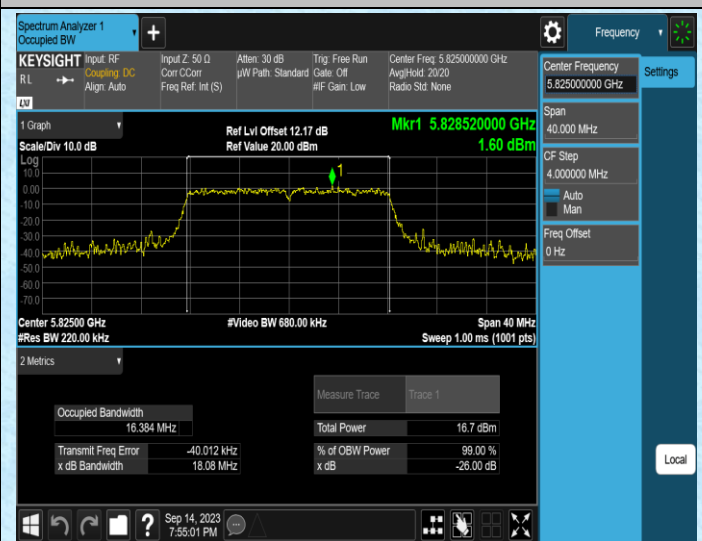 Spectrum Analyzer 1
Occupied BW
+
Frequency
KEYSIGHT
RL
LXI
Input: RF
Coupling: DC
Align: Auto
Input Z: 50 Ω
Corr CCorr
Freq Ref: Int (S)
Atten: 30 dB
µW Path: Standard
Trig: Free Run
Gate: Off
#IF Gain: Low
Center Freq: 5.825000000 GHz
Avg|Hold: 20/20
Radio Std: None
Center Frequency
5.825000000 GHz
Settings
Span
40.000 MHz
CF Step
4.000000 MHz
Auto
Man
Freq Offset
0 Hz
1 Graph
Scale/Div 10.0 dB
Ref Lvl Offset 12.17 dB
Ref Value 20.00 dBm
Mkr1 5.828520000 GHz
1.60 dBm
Log
10.0
0.00
-10.0
-20.0
-30.0
-40.0
-50.0
-60.0
-70.0
1
Center 5.82500 GHz
#Res BW 220.00 kHz
#Video BW 680.00 kHz
Span 40 MHz
Sweep 1.00 ms (1001 pts)
2 Metrics
Measure Trace Trace 1
Occupied Bandwidth
16.384 MHz
Total Power 16.7 dBm
Transmit Freq Error -40.012 kHz
% of OBW Power 99.00 %
x dB Bandwidth 18.08 MHz
x dB -26.00 dB
Local
?
Sep 14, 2023
7:55:01 PM